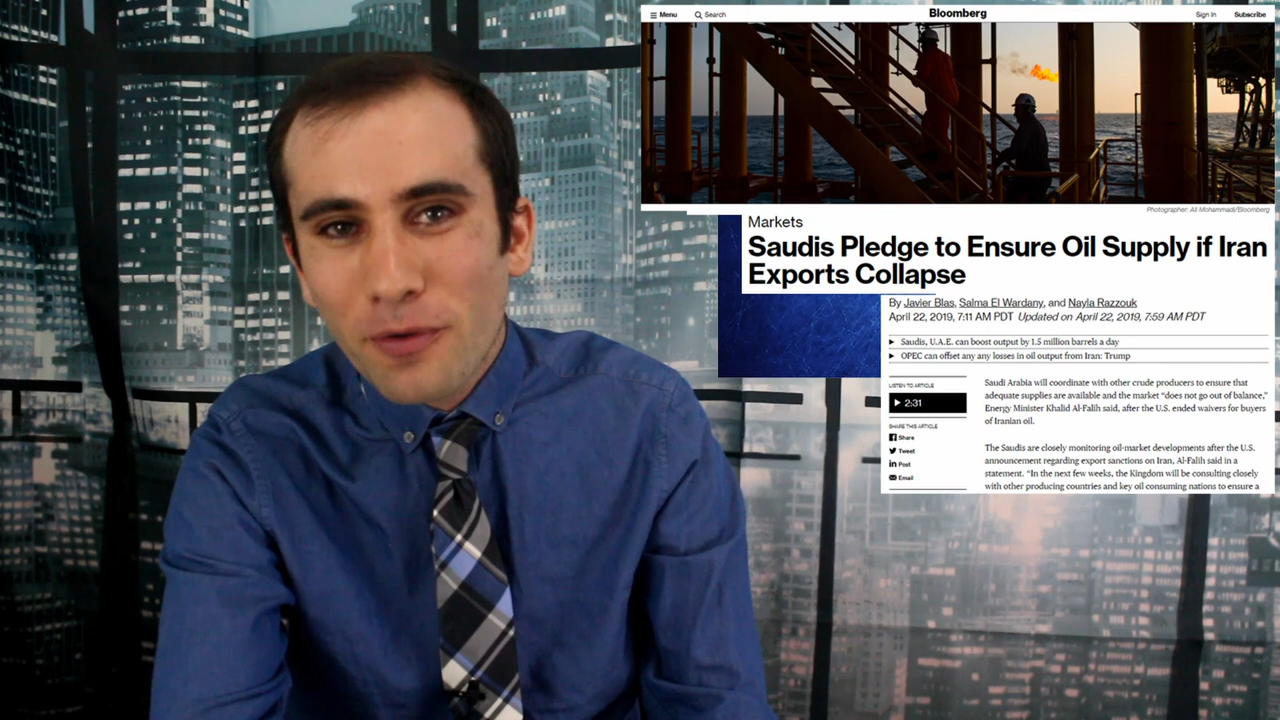 Menu Search Bloomberg Sign In Subscribe
Photographer: Ali Mohammadi/Bloomberg
Markets
Saudis Pledge to Ensure Oil Supply if Iran
Exports Collapse
By Javier Blas, Salma El Wardany, and Nayla Razzouk
April 22, 2019, 7:11 AM PDT Updated on April 22, 2019, 7:59 AM PDT
Saudis, U.A.E. can boost output by 1.5 million barrels a day
OPEC can offset any any losses in oil output from Iran: Trump
LISTEN TO ARTICLE
2:31
SHARE THIS ARTICLE
Share
Tweet
Post
Email
Saudi Arabia will coordinate with other crude producers to ensure that
adequate supplies are available and the market “does not go out of balance,”
Energy Minister Khalid Al-Falih said, after the U.S. ended waivers for buyers
of Iranian oil.
The Saudis are closely monitoring oil-market developments after the U.S.
announcement regarding export sanctions on Iran, Al-Falih said in a
statement. “In the next few weeks, the Kingdom will be consulting closely
with other producing countries and key oil consuming nations to ensure a